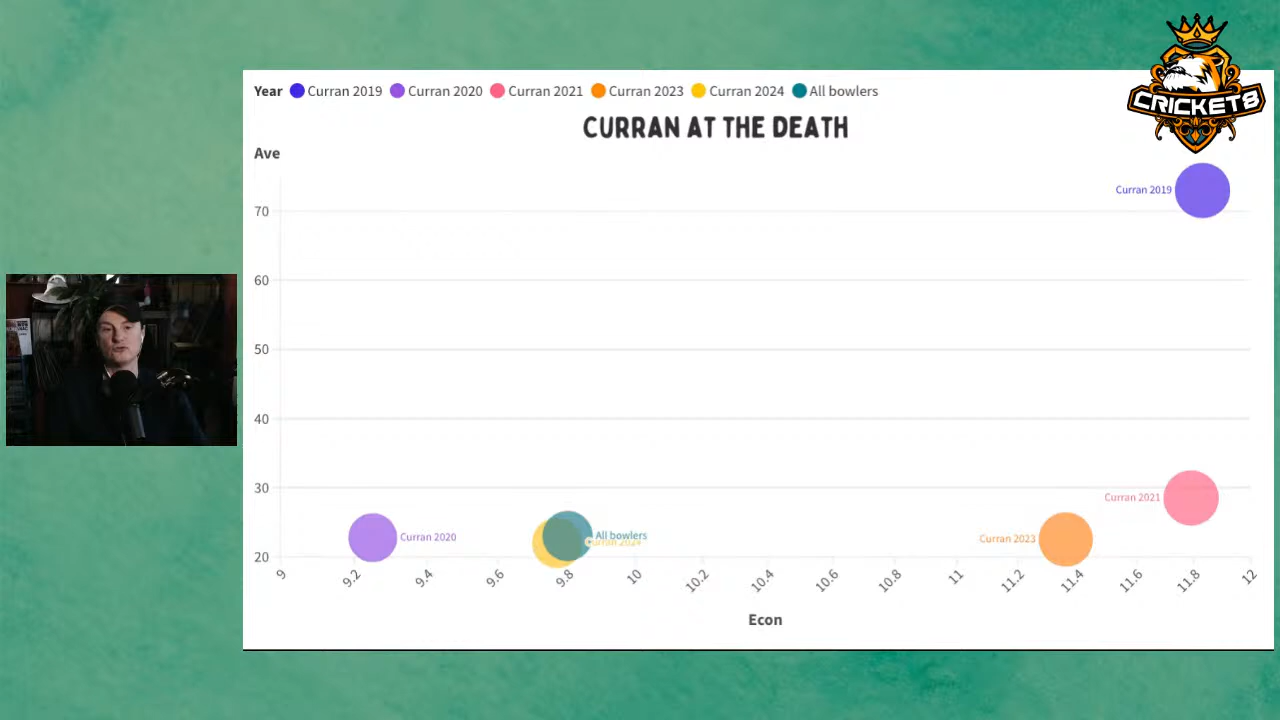 CRICKET8
Year Curran 2019 Curran 2020 Curran 2021 Curran 2023 Curran 2024 All bowlers
CURRAN AT THE DEATH
Ave
Curran 2019
70
60
50
40
30
Curran 2021
Curran 2020
All bowlers
Curran 2024
Curran 2023
20
9 9.2 9.4 9.6 9.8 10 10.2 10.4 10.6 10.8 11 11.2 11.4 11.6 11.8 12
Econ